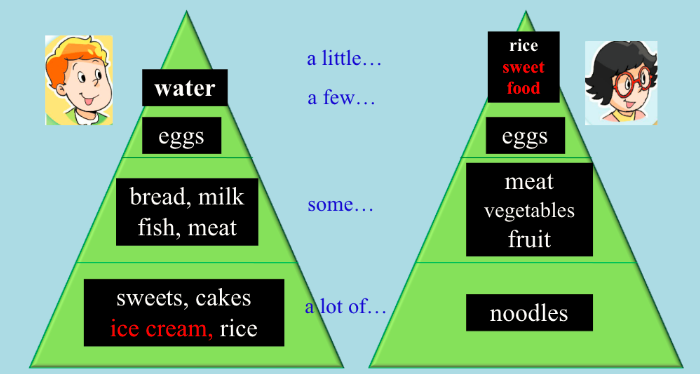 water
eggs
bread, milk
fish, meat
sweets, cakes
ice cream, rice
a little…
a few…
some…
a lot of…
rice
sweet
food
eggs
meat
vegetables
fruit
noodles